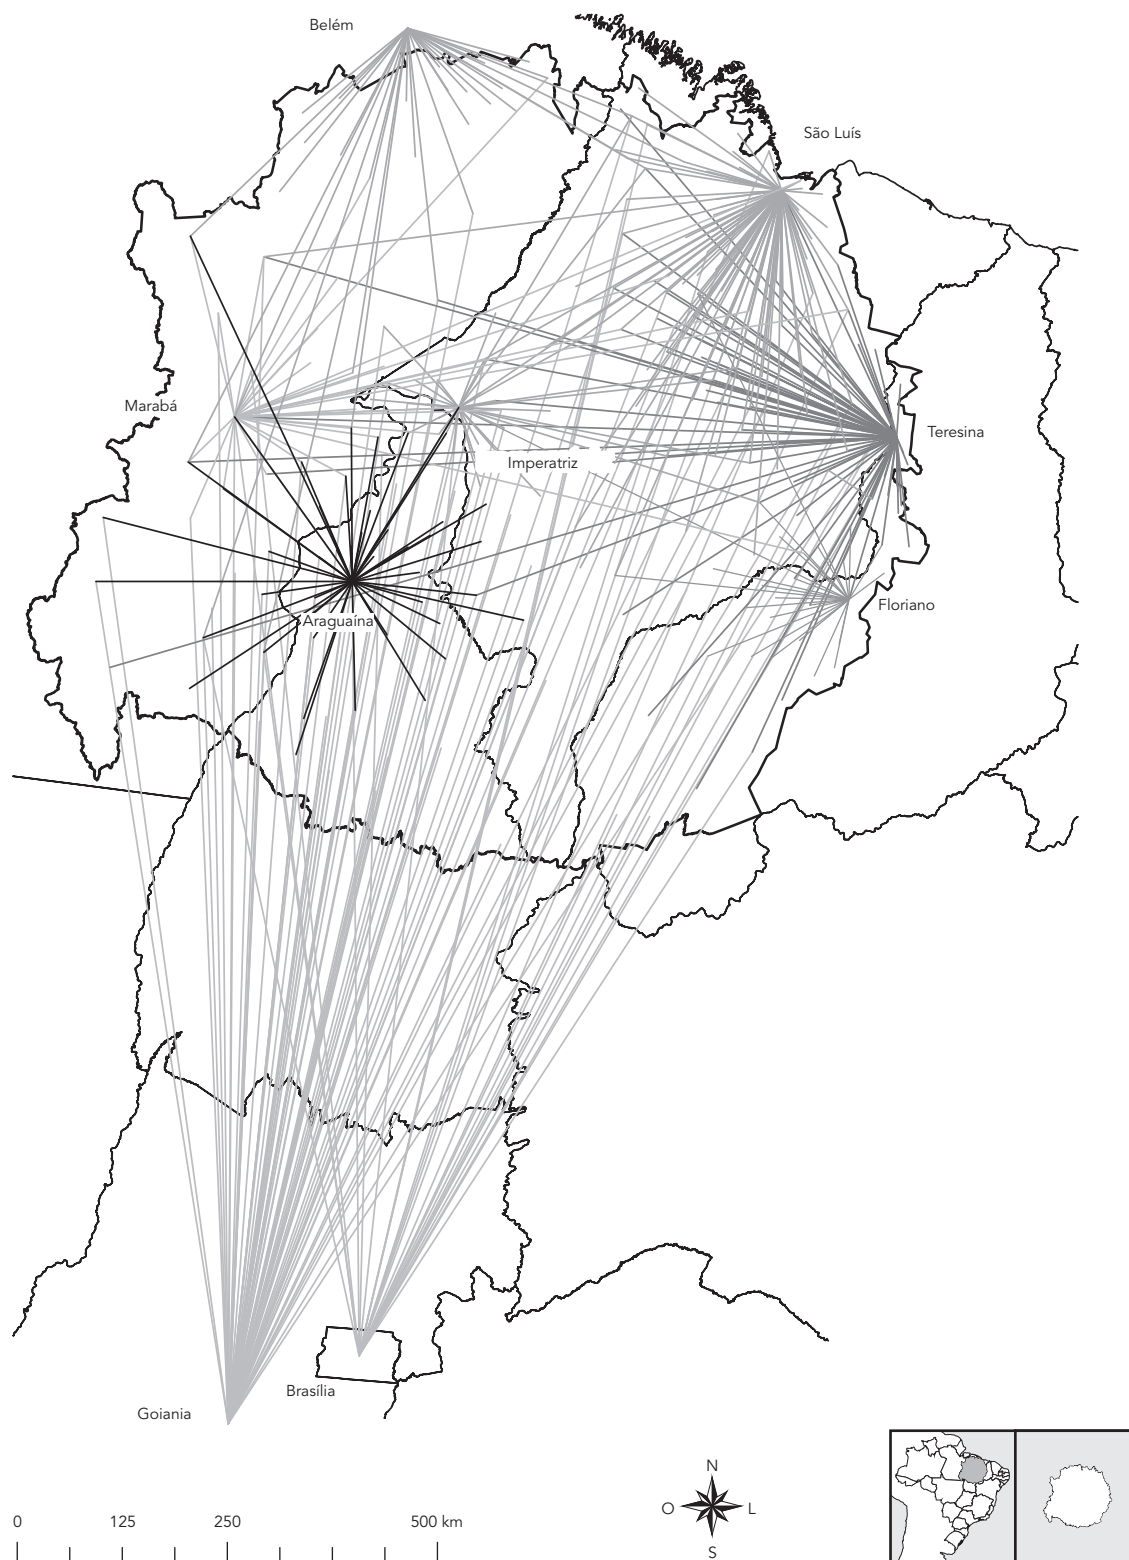 Belém
São Luís
Marabá
Teresina
Imperatriz
Floriano
Araguaína
Brasília
Goiania
N
O
L
S
0 125 250 500 km